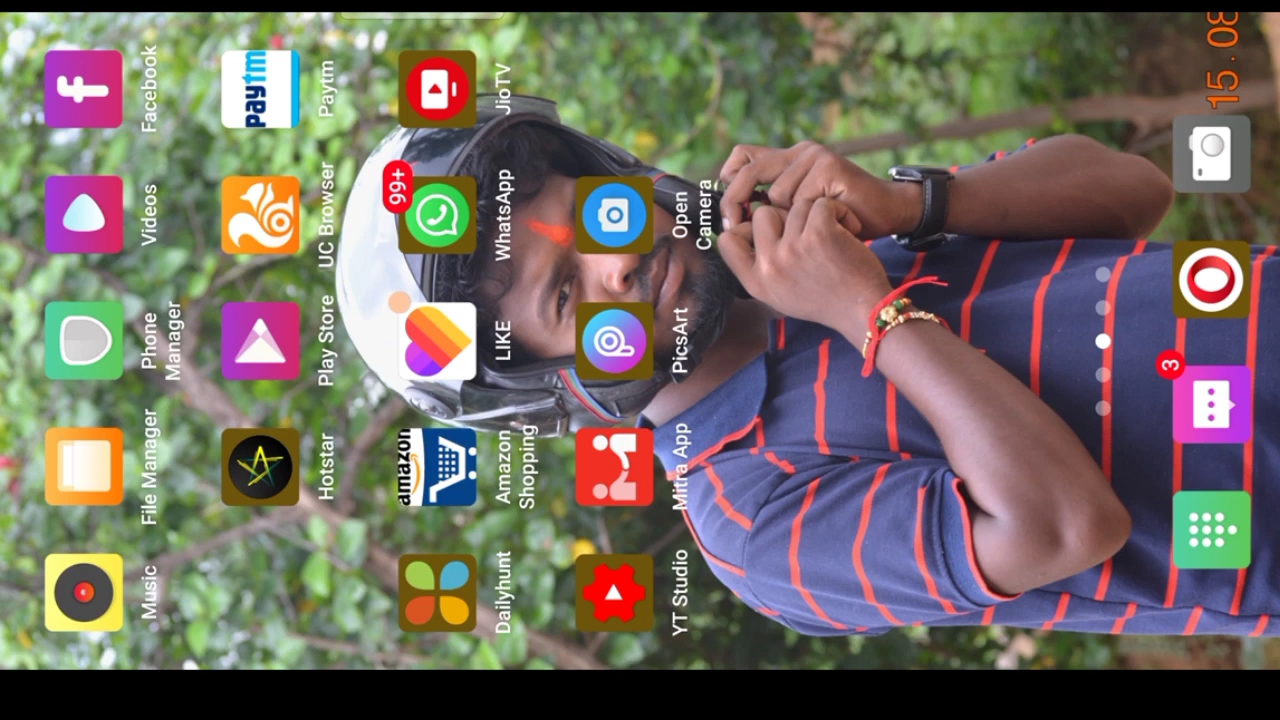 Music
File Manager
Phone
Manager
Videos
Facebook
paytm
Hotstar
Play Store
UC Browser
Paytm
99+
amazon
Dailyhunt
Amazon
Shopping
LIKE
WhatsApp
JioTV
YT Studio
Mitra App
PicsArt
Open
Camera
3
15.08